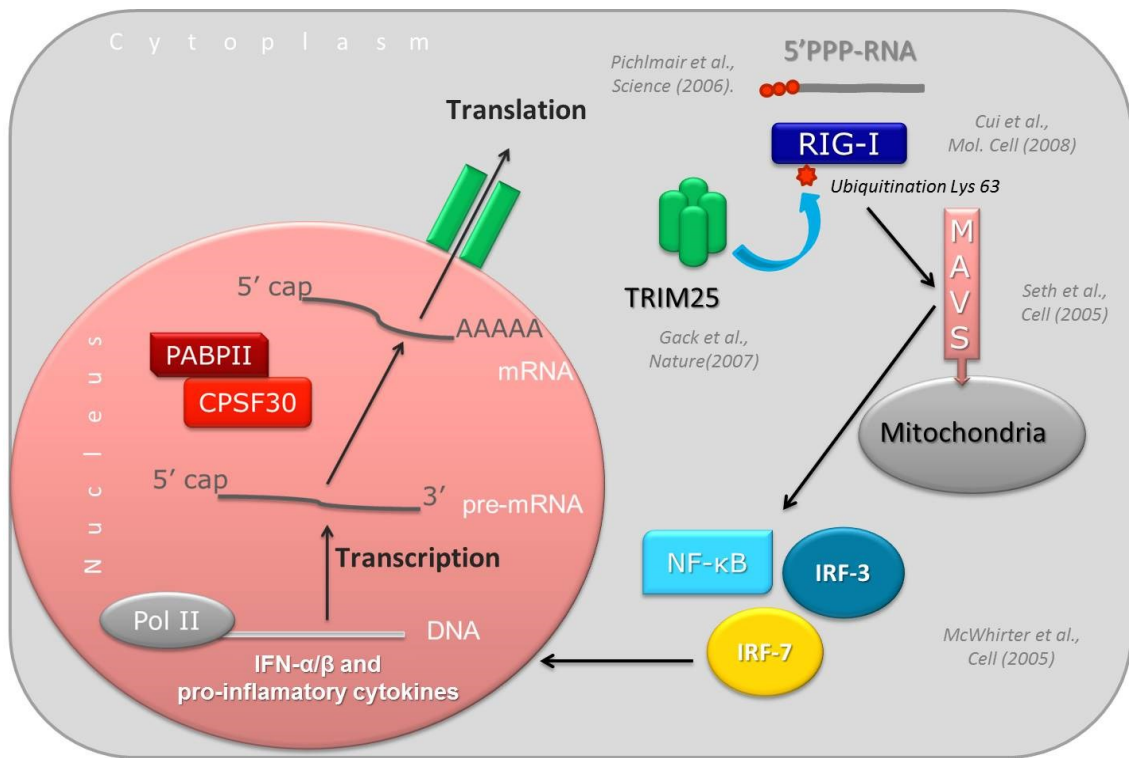 C y t o p l a s m
5’PPP-RNA
Pichlmair et al.,
Science (2006).
Translation
Cui et al.,
Mol. Cell (2008)
RIG-I
Ubiquitination Lys 63
MAVS
TRIM25
Gack et al.,
Nature(2007)
Seth et al.,
Cell (2005)
Mitochondria
Nucleus
5’ cap
AAAAA
mRNA
PABPII
CPSF30
5’ cap
3’
pre-mRNA
Transcription
Pol II
DNA
IFN-α/β and
pro-inflamatory cytokines
NF-κB
IRF-3
IRF-7
McWhirter et al.,
Cell (2005)